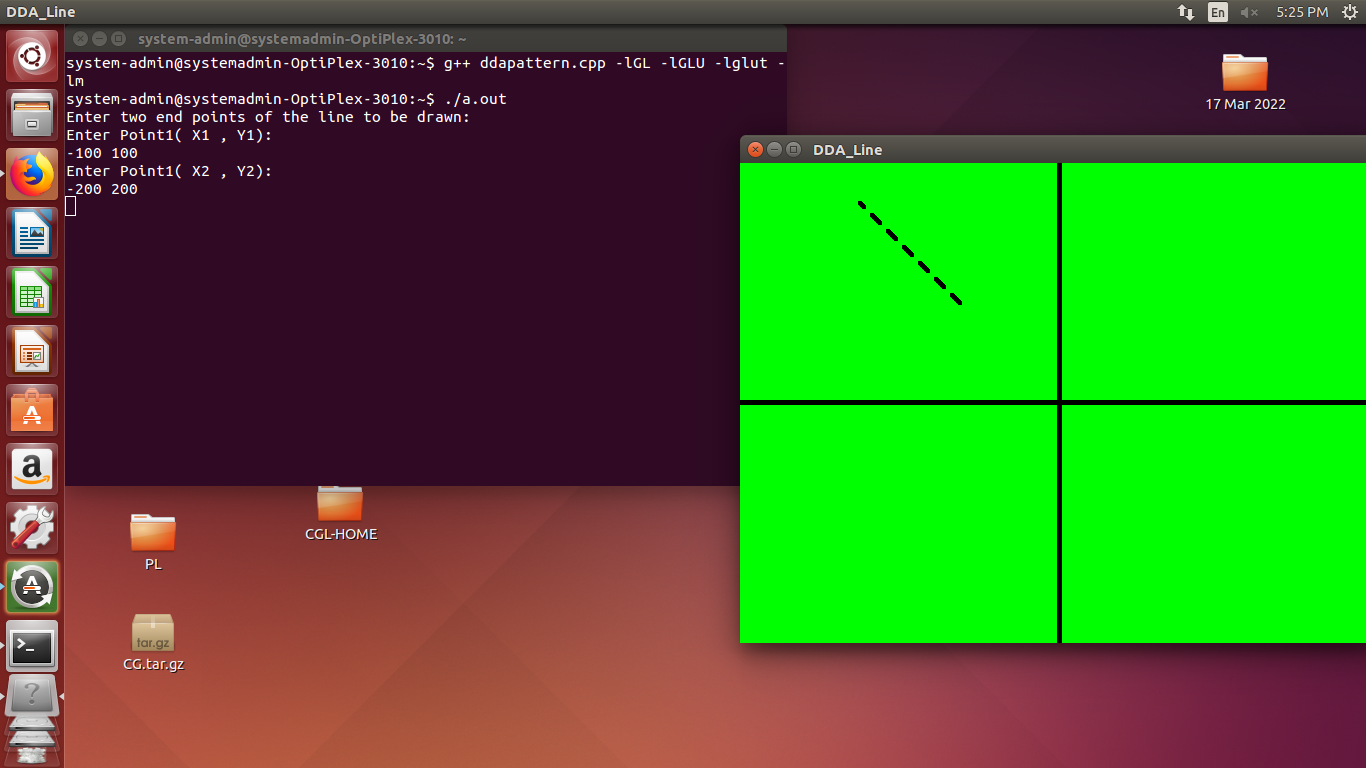 DDA_Line
En
5:25 PM
system-admin@systemadmin-OptiPlex-3010: ~
system-admin@systemadmin-OptiPlex-3010:~$ g++ ddapattern.cpp -lGL -lGLU -lglut -
lm
system-admin@systemadmin-OptiPlex-3010:~$ ./a.out
Enter two end points of the line to be drawn:
Enter Point1( X1 , Y1):
-100 100
Enter Point1( X2 , Y2):
-200 200
17 Mar 2022
DDA_Line
CGL-HOME
PL
tar.gz
CG.tar.gz